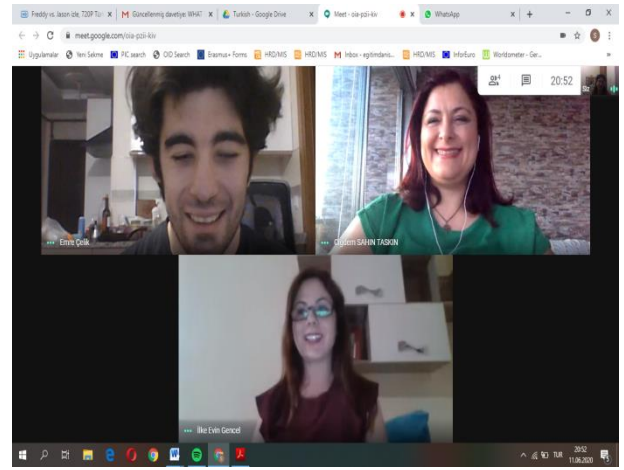 Freddy vs. Jason izle, 720P Tü
Güncellenmiş davetiye: WHAT
Turkish - Google Drive
Meet - oia-pzii-kiv
WhatsApp
meet.google.com/oia-pzii-kiv
Uygulamalar
Yeni Sekme
PIC search
OID Search
Erasmus+ Forms
HRD/MIS
HRD/MIS
Inbox - egitimdanis...
HRD/MIS
InforEuro
Worldometer - Ger...
20:52
Siz
Emre Çelik
Çiğdem ŞAHİN TAŞKIN
İlke Evin Gencel
TUR
20:52
11.06.2020